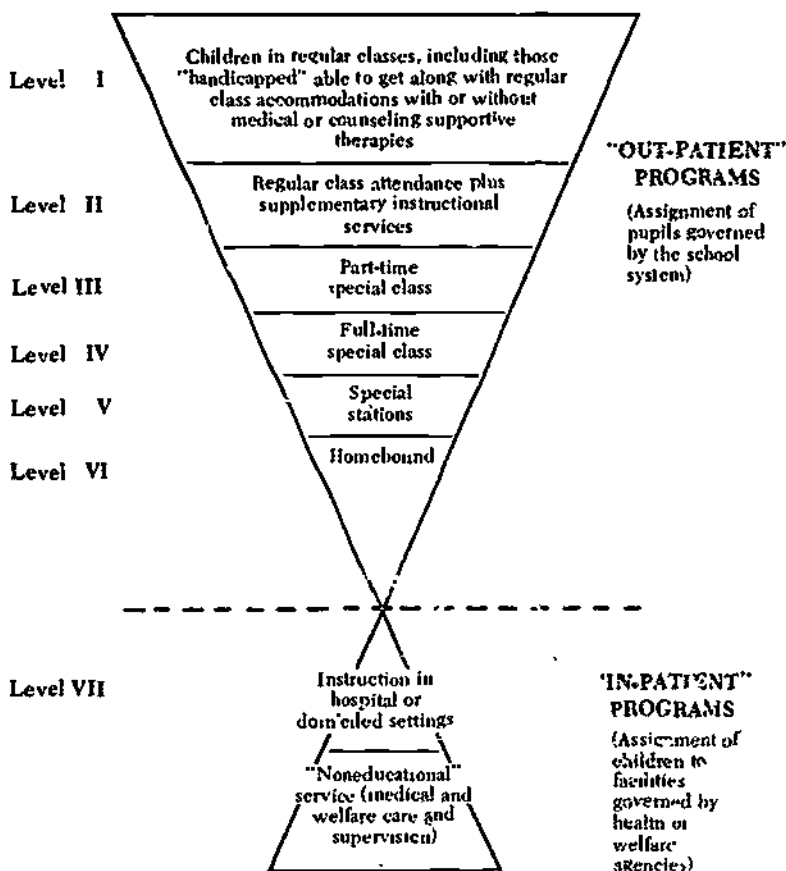 Level I
Children in regular classes, including those
"handicapped" able to get along with regular
class accommodations with or without
medical or counseling supportive
therapies
"OUT-PATIENT"
PROGRAMS
(Assignment of
pupils governed
by the school
system)
Level II
Regular class attendance plus
supplementary instructional
services
Level III
Part-time
special class
Level IV
Full-time
special class
Level V
Special
stations
Level VI
Homebound
Level VII
Instruction in
hospital or
domiciled settings
"IN-PATIENT"
PROGRAMS
(Assignment of
children to
facilities
governed by
health or
welfare
agencies)
"Noneducational"
service (medical and
welfare care and
supervision)